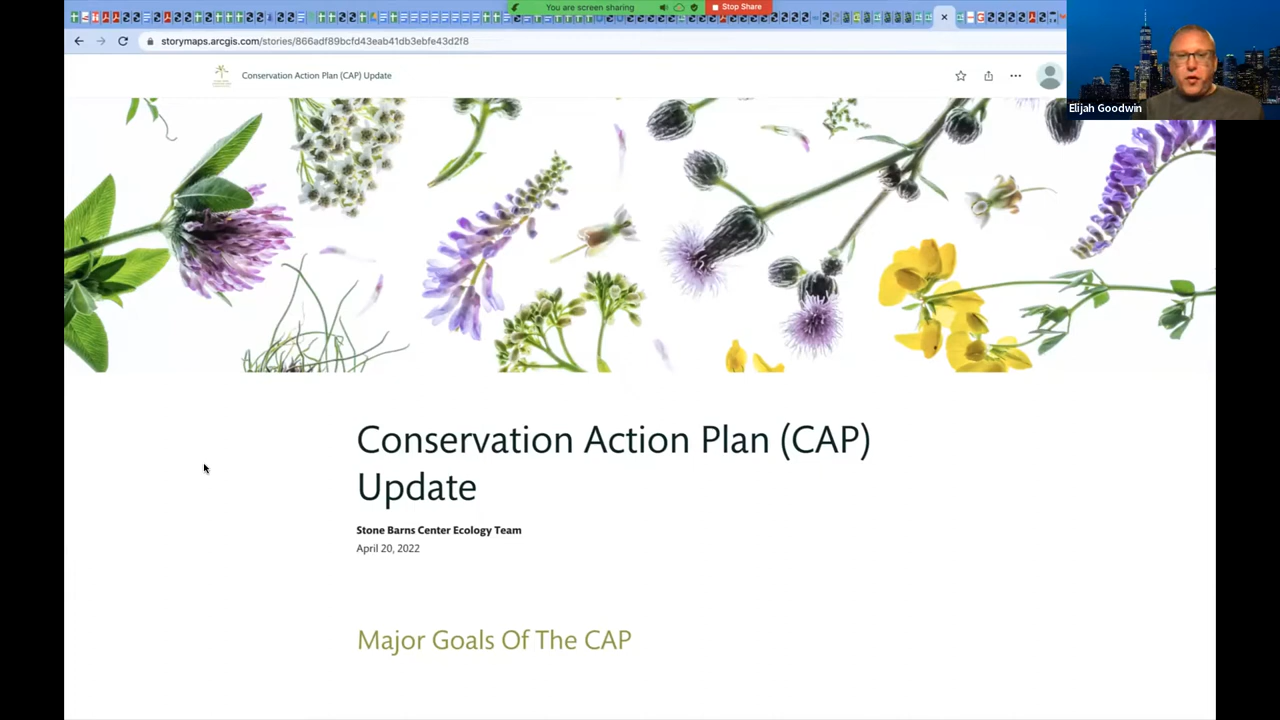 You are screen sharing
Stop Share
storymaps.arcgis.com/stories/866adf89bcfd43eab41db3ebfe43d2f8
Conservation Action Plan (CAP) Update
Elijah Goodwin
Conservation Action Plan (CAP)
Update
Stone Barns Center Ecology Team
April 20, 2022
Major Goals Of The CAP